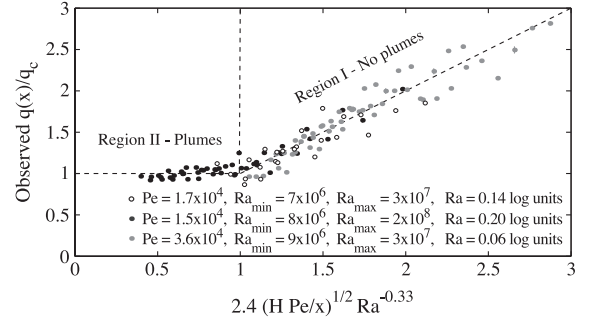 3
2.5
2
1.5
1
0.5
0
Observed q(x)/q_c
Region I - No plumes
Region II - Plumes
Pe = 1.7x10^4, Ra_min = 7x10^6, Ra_max = 3x10^7, Ra = 0.14 log units
Pe = 1.5x10^4, Ra_min = 8x10^6, Ra_max = 2x10^8, Ra = 0.20 log units
Pe = 3.6x10^4, Ra_min = 9x10^6, Ra_max = 3x10^7, Ra = 0.06 log units
0 0.5 1 1.5 2 2.5 3
2.4 (H Pe/x)^1/2 Ra^-0.33